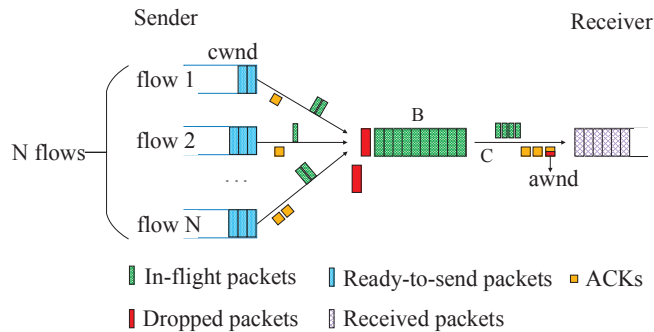 Sender
Receiver
cwnd
flow 1
B
flow 2
N flows
C
awnd
...
flow N
In-flight packets
Ready-to-send packets
ACKs
Dropped packets
Received packets